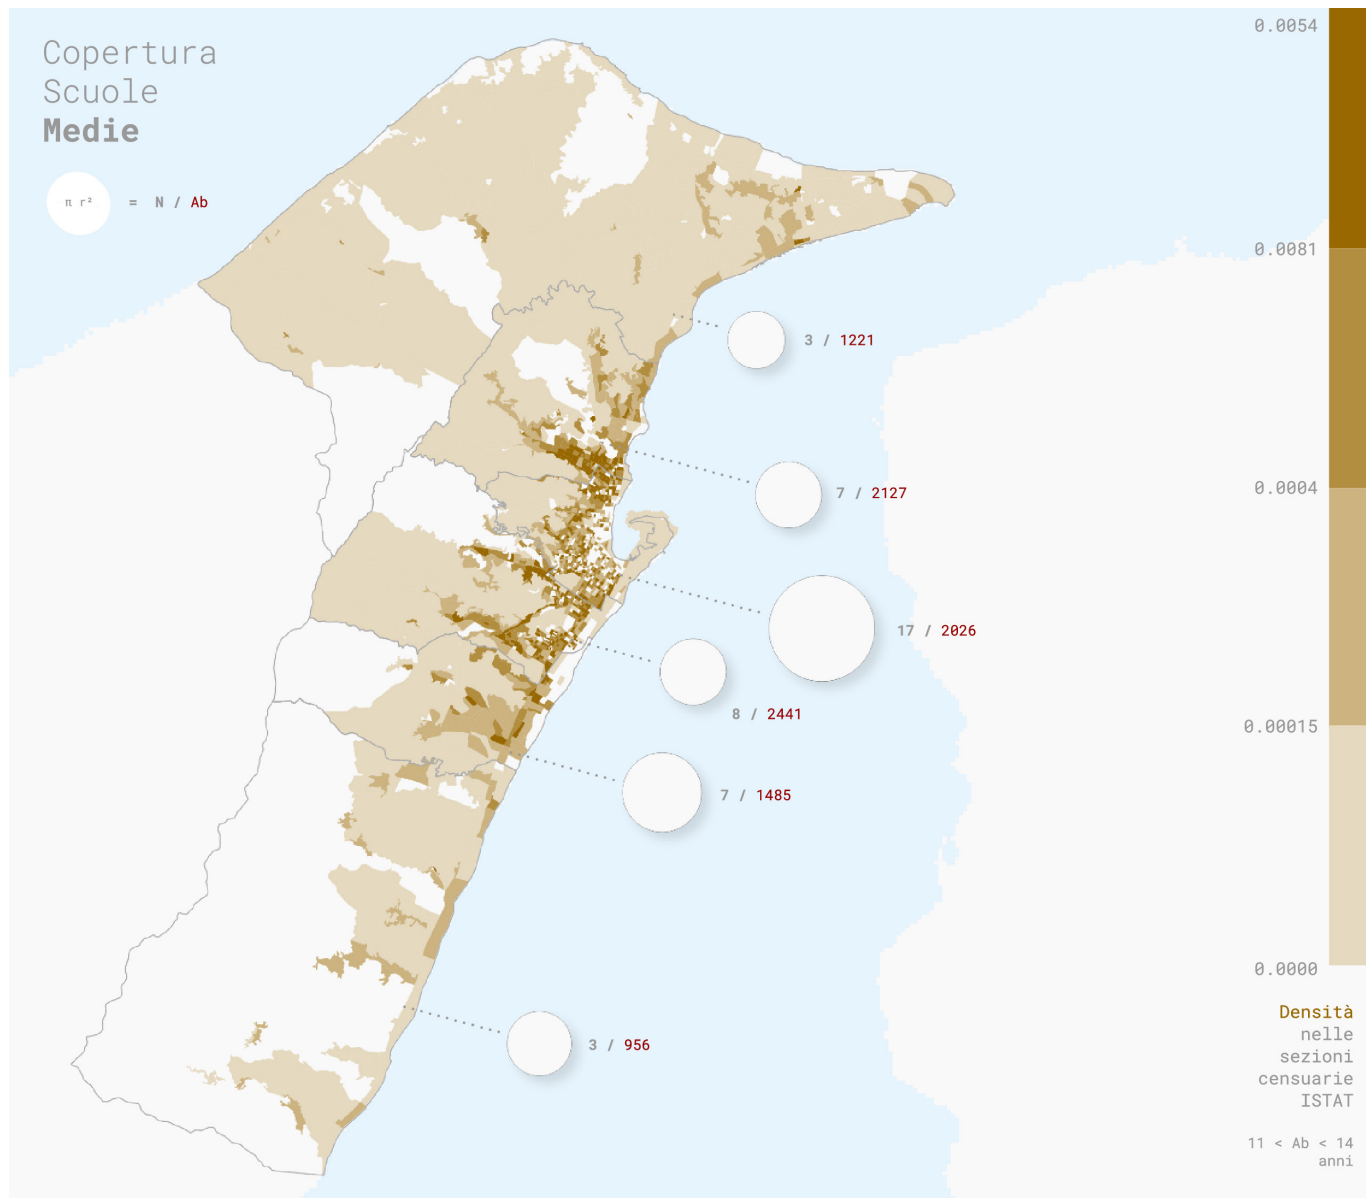 Copertura
Scuole
Medie
π r² = N / Ab
0.0054
0.0081
3 / 1221
0.0004
7 / 2127
17 / 2026
8 / 2441
0.00015
7 / 1485
0.0000
Densità
nelle
sezioni
censuarie
ISTAT
3 / 956
11 < Ab < 14
anni